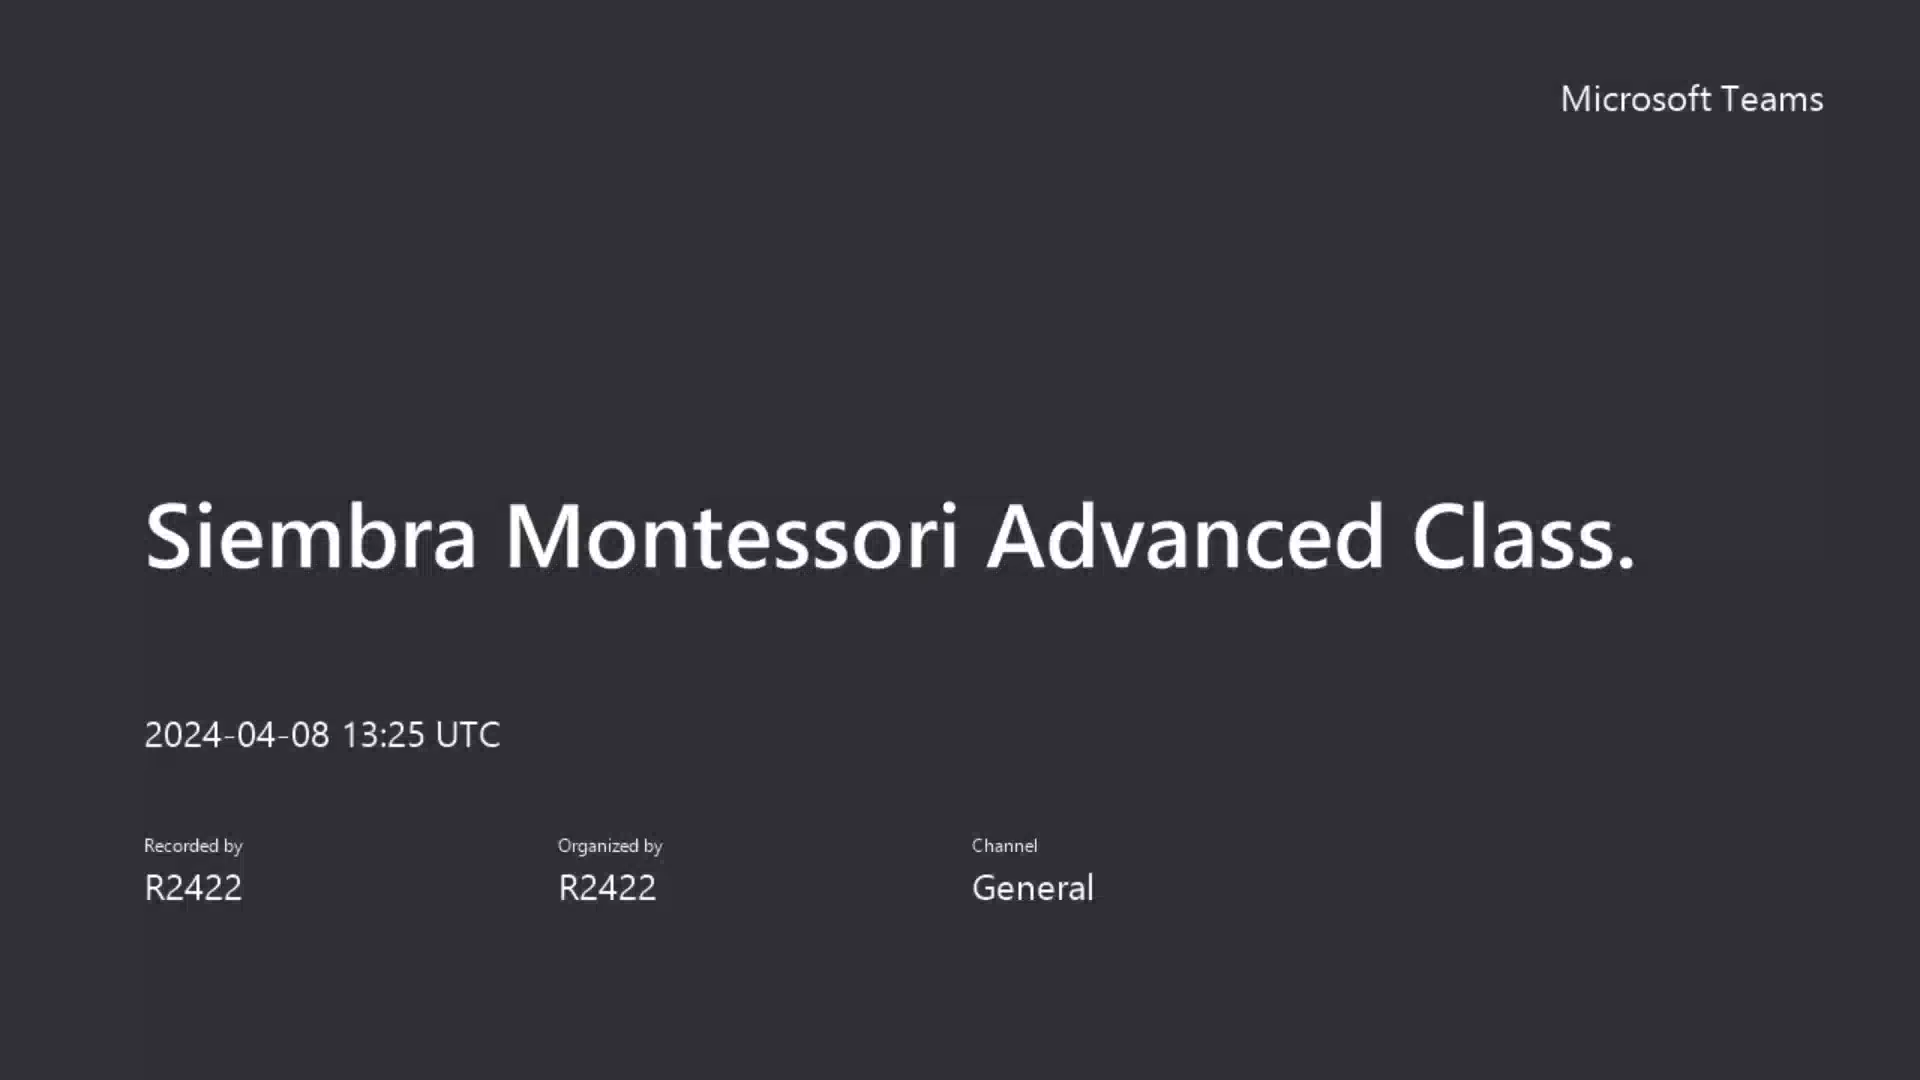 Microsoft Teams
Siembra Montessori Advanced Class.
2024-04-08 13:25 UTC
Recorded by
R2422
Organized by
R2422
Channel
General